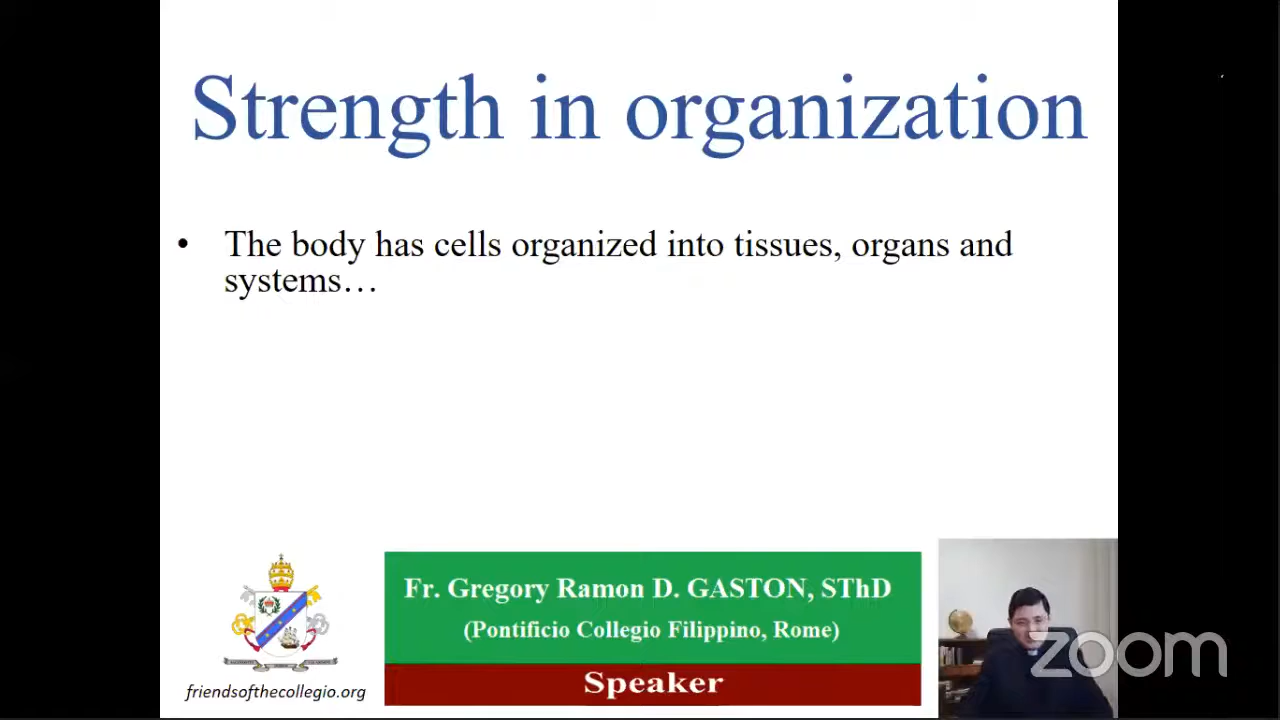 Strength in organization
• The body has cells organized into tissues, organs and
systems…
Fr. Gregory Ramon D. GASTON, SThD
(Pontificio Collegio Filippino, Rome)
Speaker
friendsofthecollegio.org
zoom